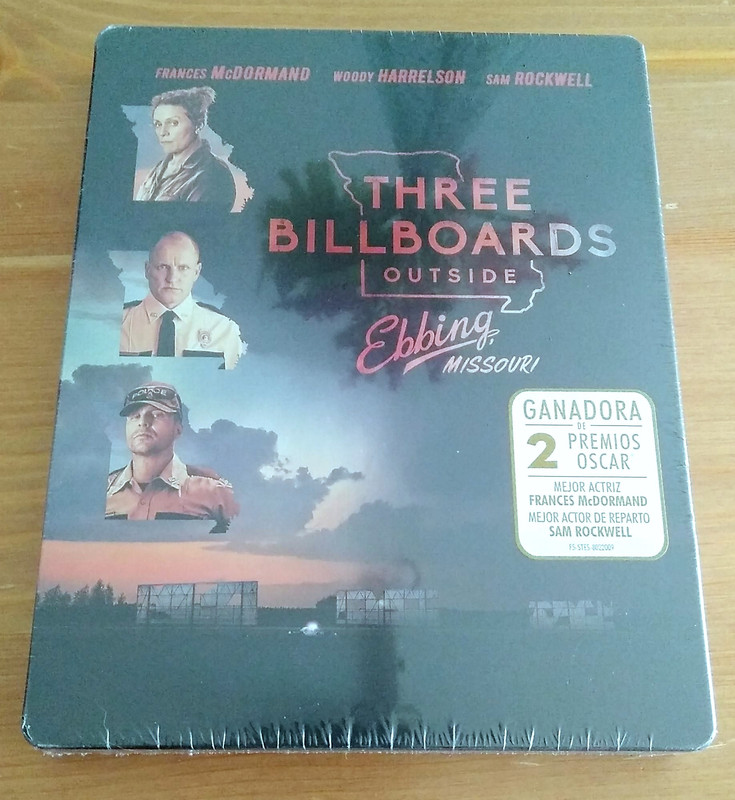 FRANCES McDORMAND WOODY HARRELSON SAM ROCKWELL
THREE
BILLBOARDS
OUTSIDE
Ebbing,
MISSOURI
POLICE
GANADORA
DE
2 PREMIOS
OSCAR
MEJOR ACTRIZ
FRANCES McDORMAND
MEJOR ACTOR DE REPARTO
SAM ROCKWELL